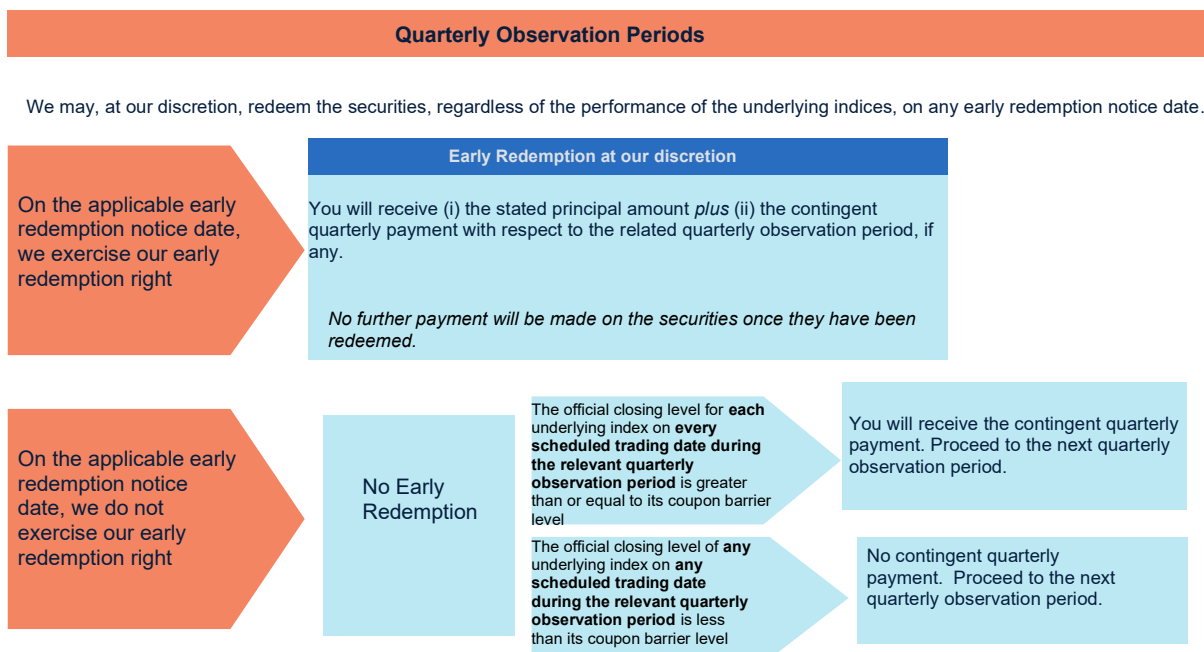 Quarterly Observation Periods
We may, at our discretion, redeem the securities, regardless of the performance of the underlying indices, on any early redemption notice date.
On the applicable early
redemption notice date,
we exercise our early
redemption right
Early Redemption at our discretion
You will receive (i) the stated principal amount plus (ii) the contingent
quarterly payment with respect to the related quarterly observation period, if
any.
No further payment will be made on the securities once they have been
redeemed.
On the applicable early
redemption notice
date, we do not
exercise our early
redemption right
No Early
Redemption
The official closing level for each
underlying index on every
scheduled trading date during
the relevant quarterly
observation period is greater
than or equal to its coupon barrier
level
You will receive the contingent quarterly
payment. Proceed to the next quarterly
observation period.
The official closing level of any
underlying index on any
scheduled trading date
during the relevant quarterly
observation period is less
than its coupon barrier level
No contingent quarterly
payment.  Proceed to the next
quarterly observation period.